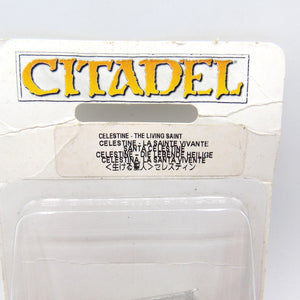 CITADEL
CELESTINE - THE LIVING SAINT
CELESTINE - LA SAINTE VIVANTE
SANTA CELESTINE
CELESTINE - DIE LEBENDE HEILIGE
CELESTINA, LA SANTA VIVENTE
＜生ける聖人＞セレスティン